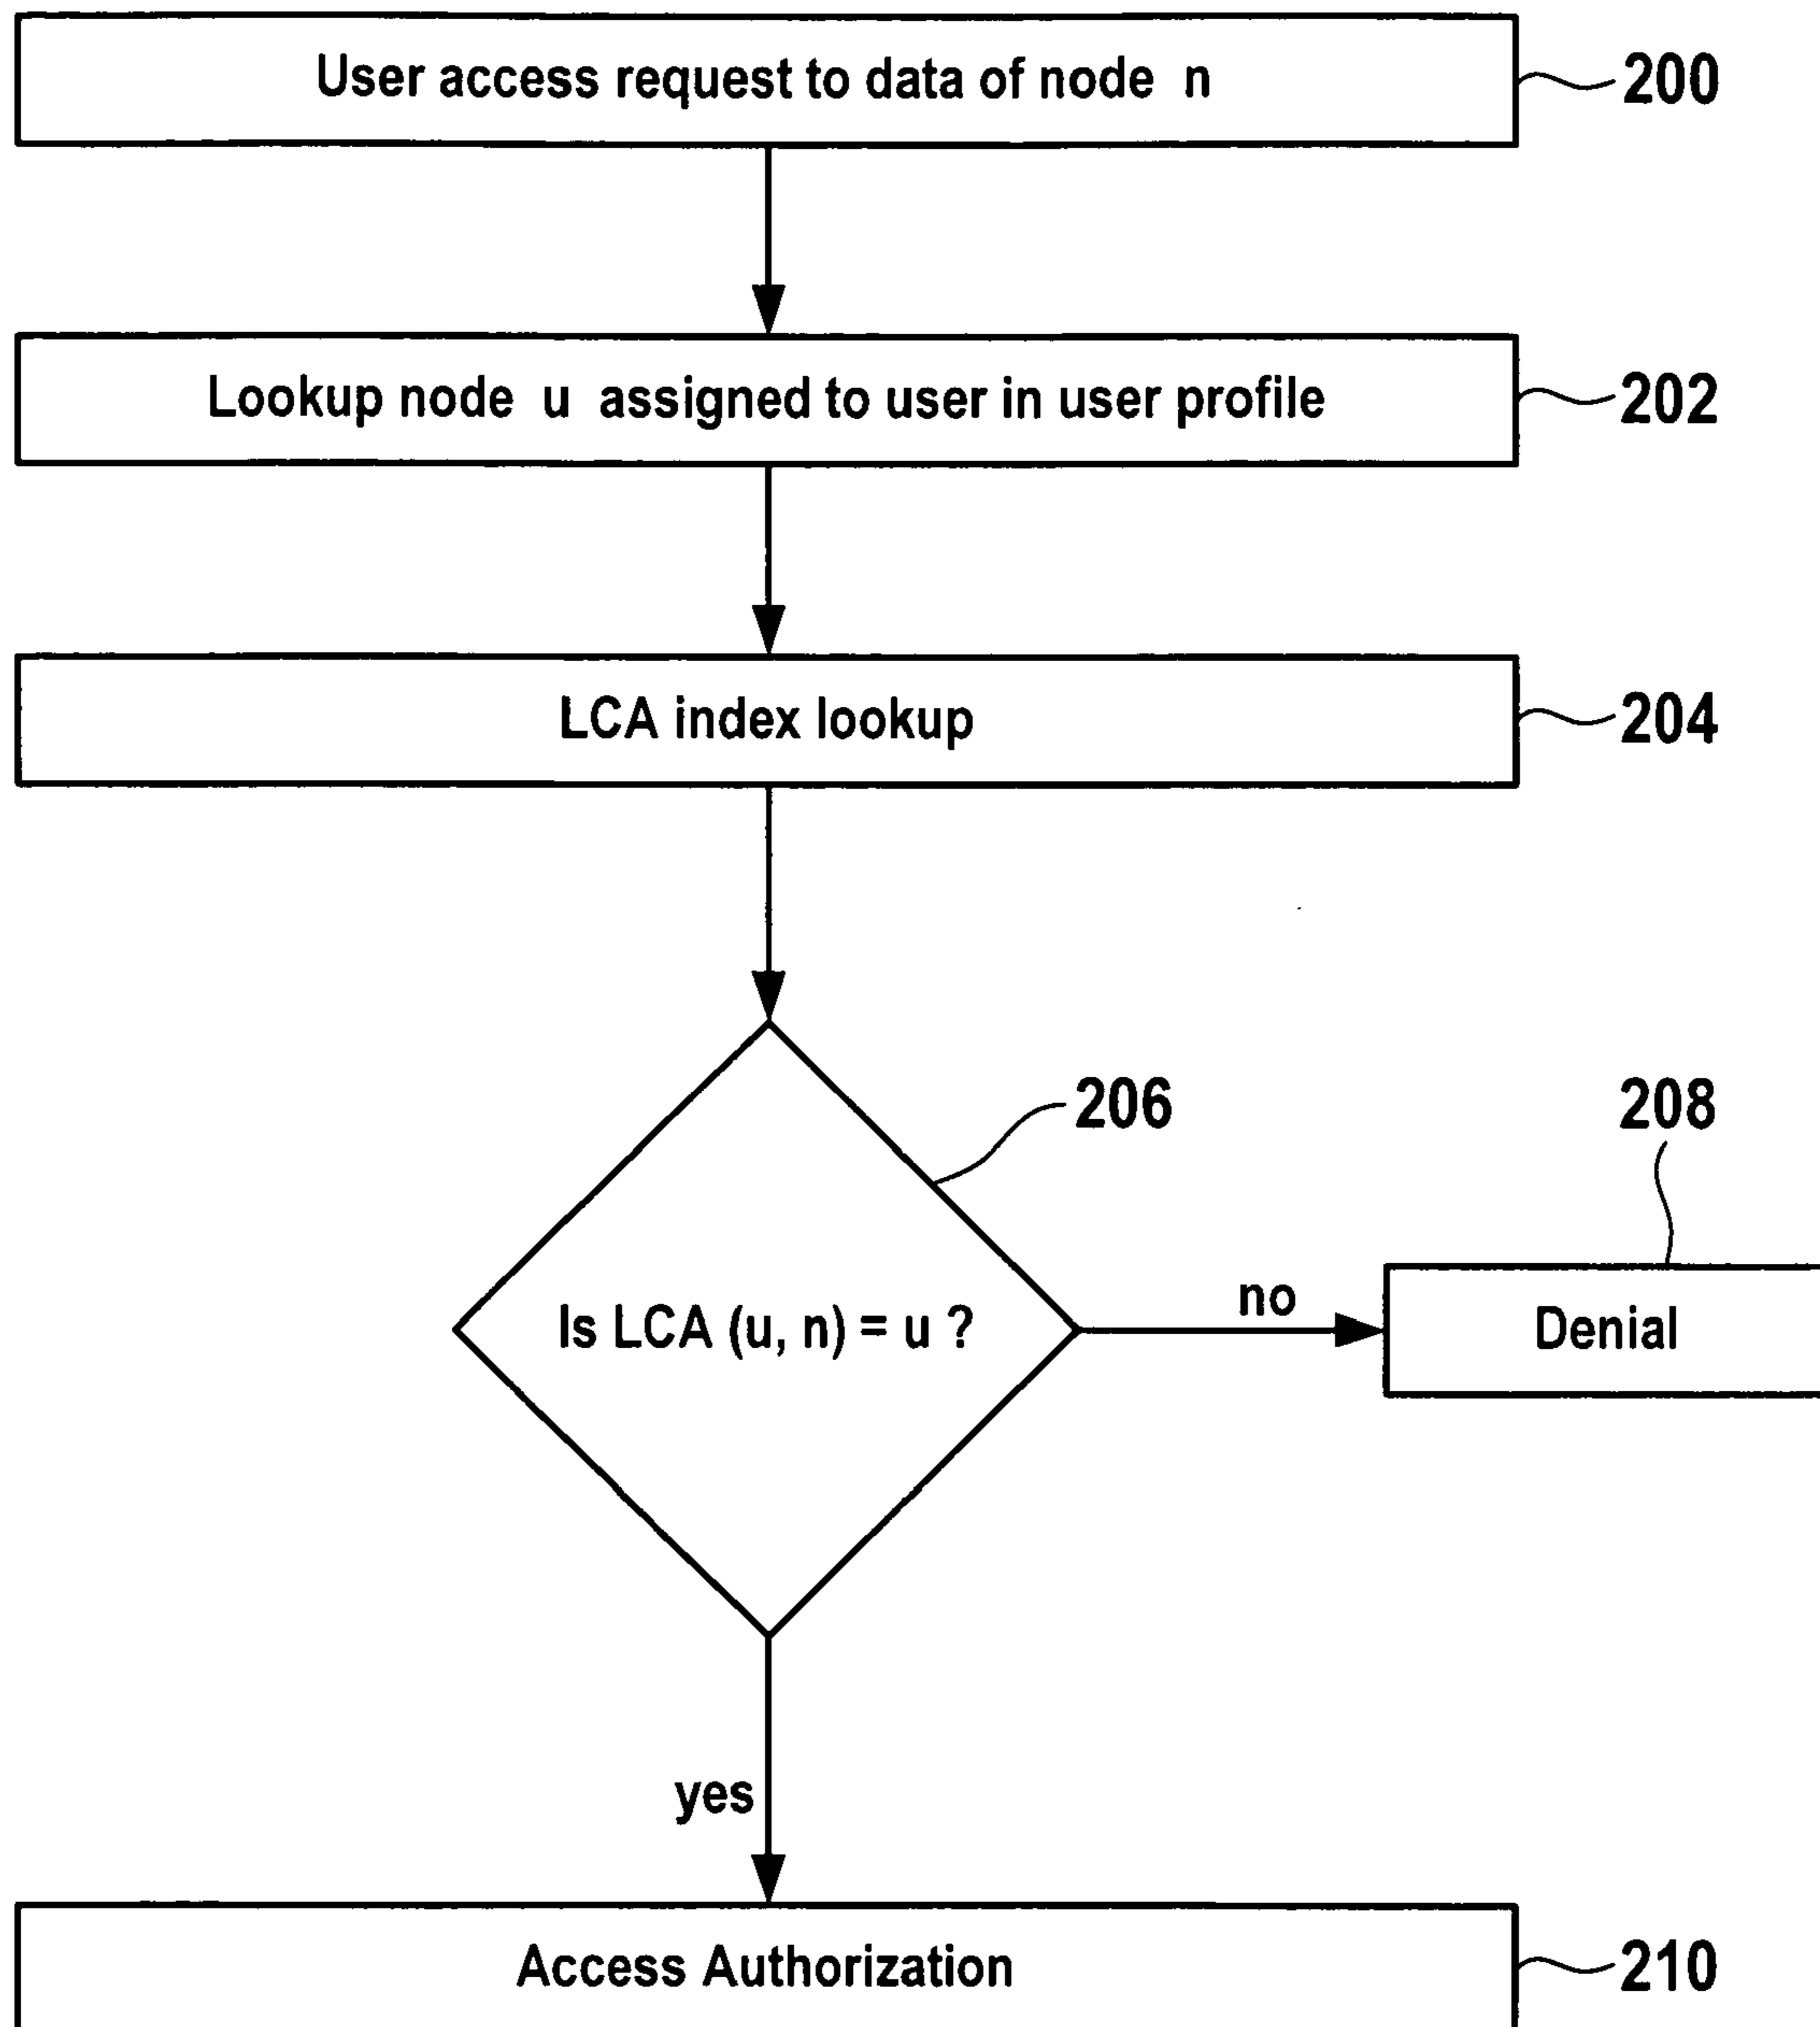 User access request to data of node n
200
Lookup node u assigned to user in user profile
202
LCA index lookup
204
206
208
Is LCA (u, n) = u ?
no
Denial
yes
Access Authorization
210